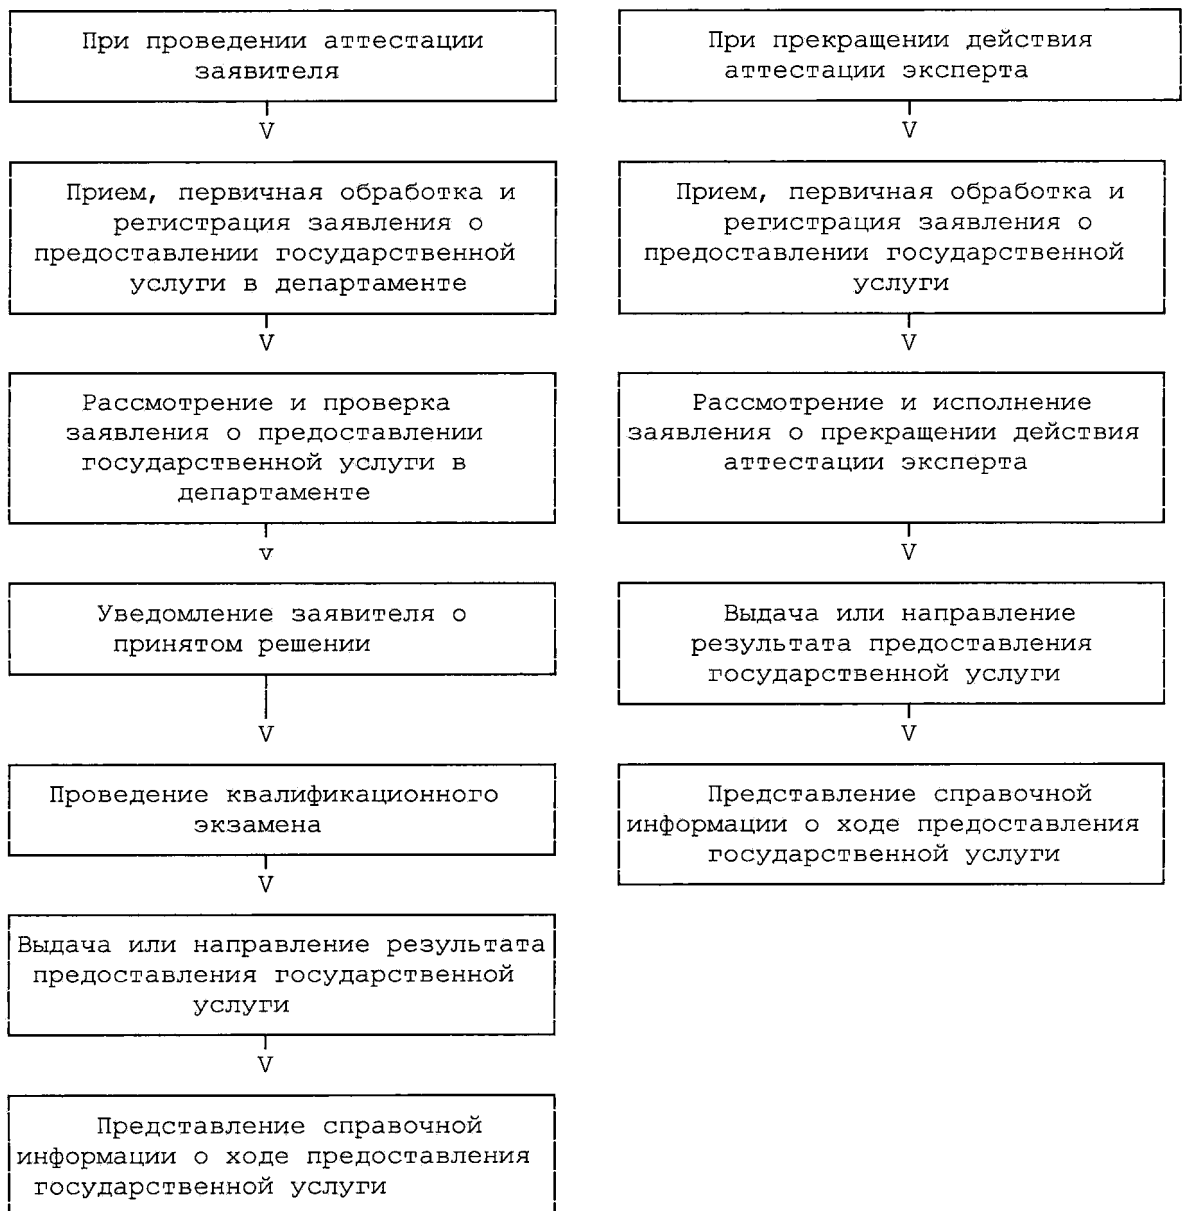 При проведении аттестации
заявителя
V
Прием, первичная обработка и
регистрация заявления о
предоставлении государственной
услуги в департаменте
V
Рассмотрение и проверка
заявления о предоставлении
государственной услуги в
департаменте
v
Уведомление заявителя о
принятом решении
V
Проведение квалификационного
экзамена
V
Выдача или направление результата
предоставления государственной
услуги
V
Представление справочной
информации о ходе предоставления
государственной услуги
При прекращении действия
аттестации эксперта
V
Прием, первичная обработка и
регистрация заявления о
предоставлении государственной
услуги
V
Рассмотрение и исполнение
заявления о прекращении действия
аттестации эксперта
V
Выдача или направление
результата предоставления
государственной услуги
V
Представление справочной
информации о ходе предоставления
государственной услуги